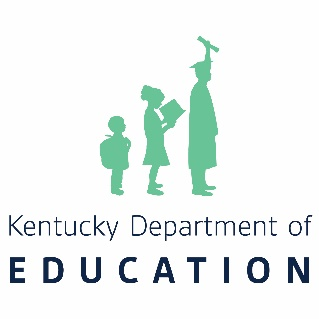 Kentucky Department of
EDUCATION